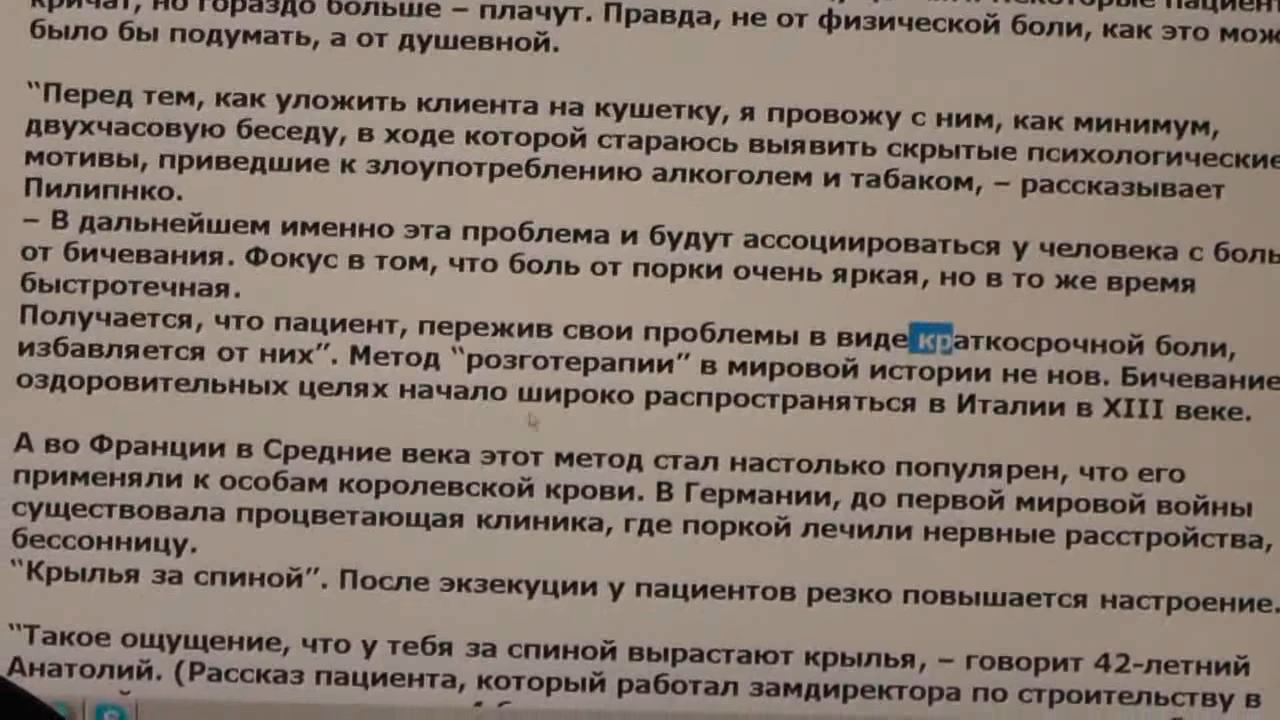 кричат, но гораздо больше – плачут. Правда, не от физической боли, как это мож
было бы подумать, а от душевной.
“Перед тем, как уложить клиента на кушетку, я провожу с ним, как минимум,
двухчасовую беседу, в ходе которой стараюсь выявить скрытые психологические
мотивы, приведшие к злоупотреблению алкоголем и табаком, – рассказывает
Пилипнко.
– В дальнейшем именно эта проблема и будут ассоциироваться у человека с боль
от бичевания. Фокус в том, что боль от порки очень яркая, но в то же время
быстротечная.
Получается, что пациент, пережив свои проблемы в виде краткосрочной боли,
избавляется от них”. Метод “розготерапии” в мировой истории не нов. Бичевание
оздоровительных целях начало широко распространяться в Италии в XIII веке.
А во Франции в Средние века этот метод стал настолько популярен, что его
применяли к особам королевской крови. В Германии, до первой мировой войны
существовала процветающая клиника, где поркой лечили нервные расстройства,
бессонницу.
“Крылья за спиной”. После экзекуции у пациентов резко повышается настроение.
“Такое ощущение, что у тебя за спиной вырастают крылья, – говорит 42-летний
Анатолий. (Рассказ пациента, который работал замдиректора по строительству в